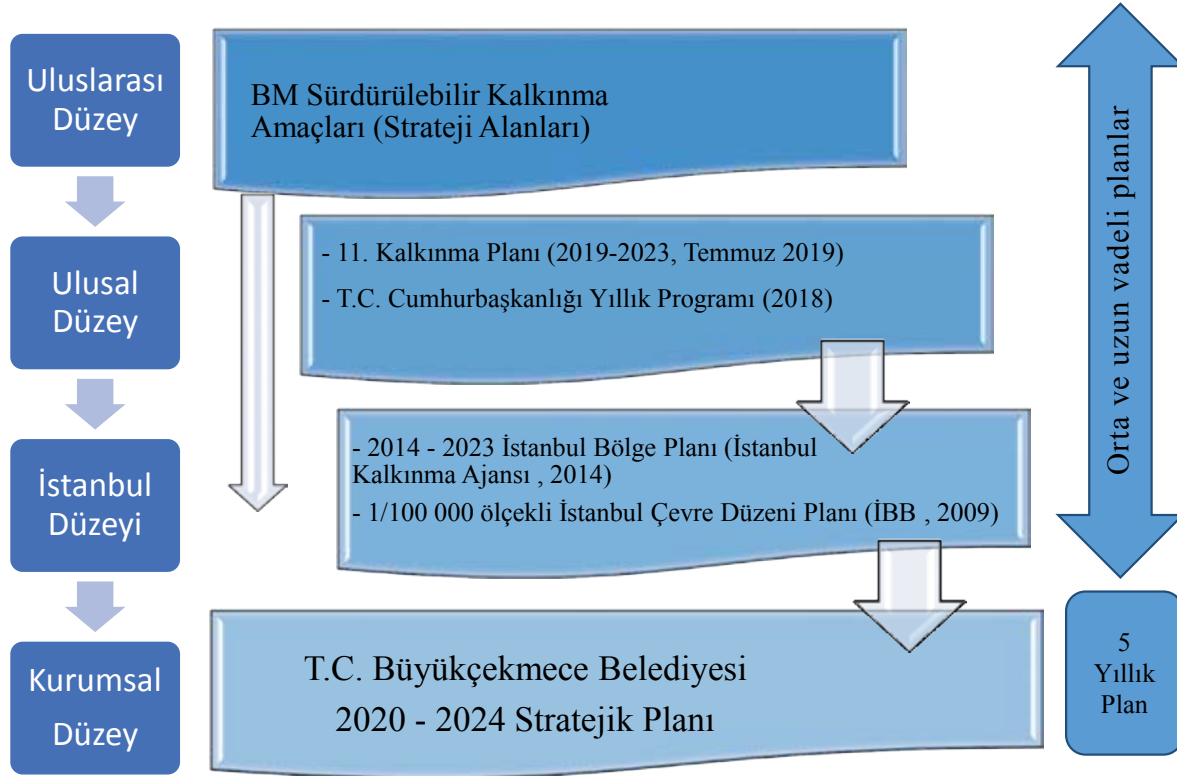 Uluslarası
Düzey
BM Sürdürülebilir Kalkınma
Amaçları (Strateji Alanları)
Ulusal
Düzey
- 11. Kalkınma Planı (2019-2023, Temmuz 2019)
- T.C. Cumhurbaşkanlığı Yıllık Programı (2018)
İstanbul
Düzeyi
- 2014 - 2023 İstanbul Bölge Planı (İstanbul
Kalkınma Ajansı , 2014)
- 1/100 000 ölçekli İstanbul Çevre Düzeni Planı (İBB , 2009)
Kurumsal
Düzey
T.C. Büyükçekmece Belediyesi
2020 - 2024 Stratejik Planı
Orta ve uzun vadeli planlar
5
Yıllık
Plan